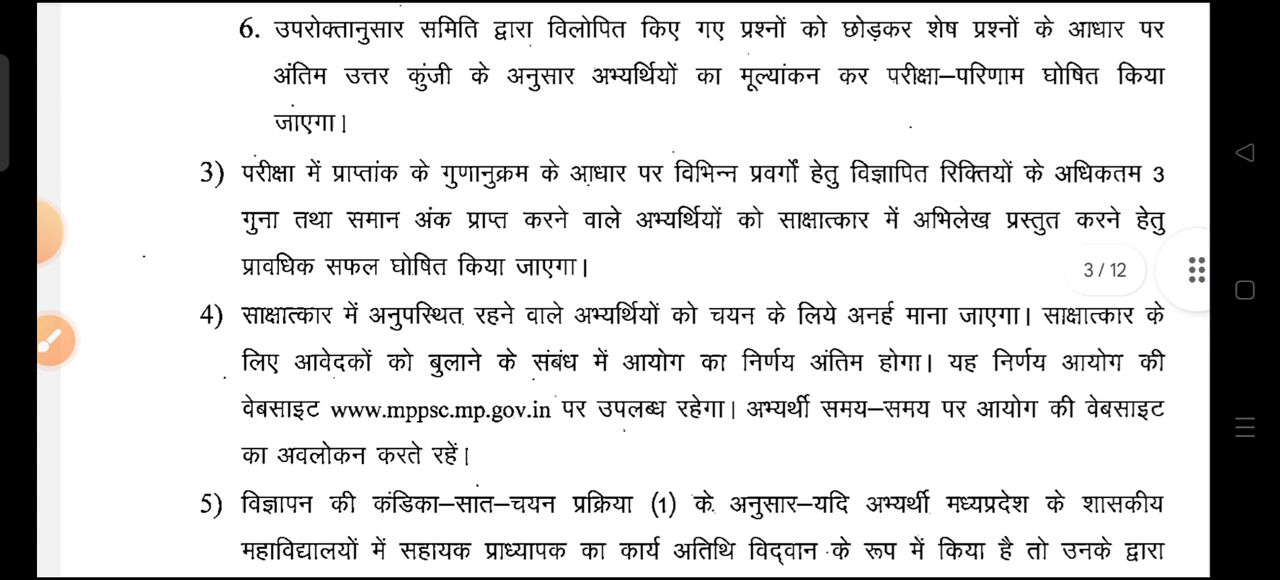 6. उपरोक्तानुसार समिति द्वारा विलोपित किए गए प्रश्नों को छोड़कर शेष प्रश्नों के आधार पर
अंतिम उत्तर कुंजी के अनुसार अभ्यर्थियों का मूल्यांकन कर परीक्षा–परिणाम घोषित किया
जाएगा।
3) परीक्षा में प्राप्तांक के गुणानुक्रम के आधार पर विभिन्न प्रवर्गों हेतु विज्ञापित रिक्तियों के अधिकतम 3
गुना तथा समान अंक प्राप्त करने वाले अभ्यर्थियों को साक्षात्कार में अभिलेख प्रस्तुत करने हेतु
प्रावधिक सफल घोषित किया जाएगा।
3 / 12
4) साक्षात्कार में अनुपस्थित रहने वाले अभ्यर्थियों को चयन के लिये अनर्ह माना जाएगा। साक्षात्कार के
लिए आवेदकों को बुलाने के संबंध में आयोग का निर्णय अंतिम होगा। यह निर्णय आयोग की
वेबसाइट www.mppsc.mp.gov.in पर उपलब्ध रहेगा। अभ्यर्थी समय–समय पर आयोग की वेबसाइट
का अवलोकन करते रहें।
5) विज्ञापन की कंडिका–सात–चयन प्रक्रिया (1) के अनुसार–यदि अभ्यर्थी मध्यप्रदेश के शासकीय
महाविद्यालयों में सहायक प्राध्यापक का कार्य अतिथि विद्वान के रूप में किया है तो उनके द्वारा